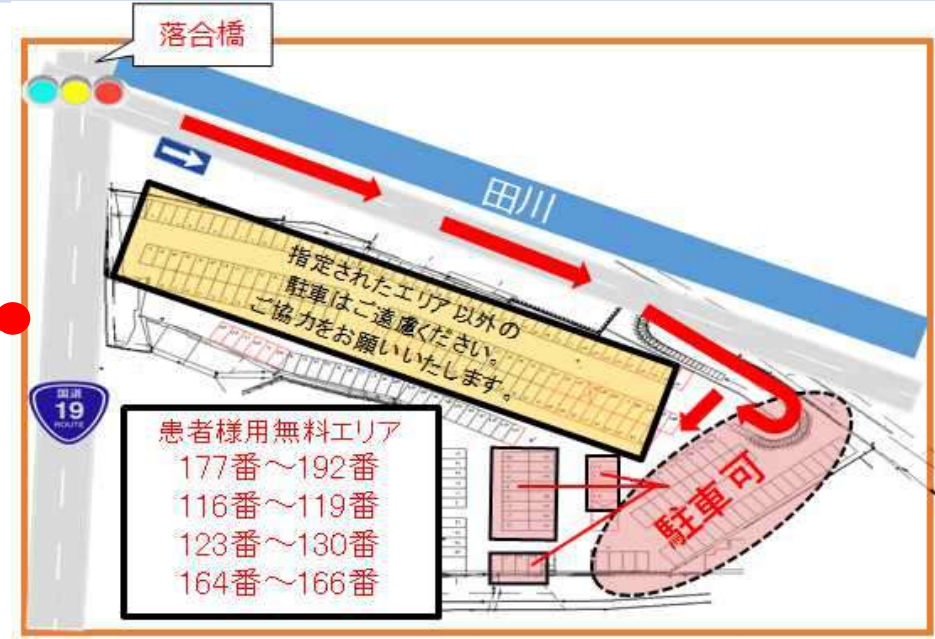 落合橋
田川
指定されたエリア以外の
駐車はご遠慮ください。
ご協力をお願いいたします。
国道
19
ROUTE
駐車可
患者様用無料エリア
177番～192番
116番～119番
123番～130番
164番～166番